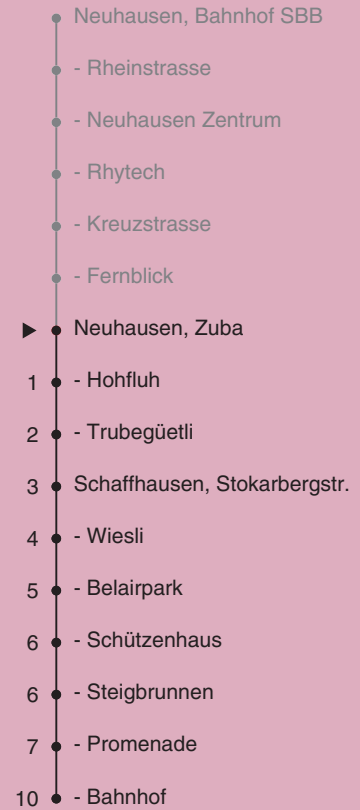 Neuhausen, Bahnhof SBB
- Rheinstrasse
- Neuhausen Zentrum
- Rhytech
- Kreuzstrasse
- Fernblick
Neuhausen, Zuba
1 - Hohfluh
2 - Trubegüetli
3 Schaffhausen, Stokarbergstr.
4 - Wiesli
5 - Belairpark
6 - Schützenhaus
6 - Steigbrunnen
7 - Promenade
10 - Bahnhof